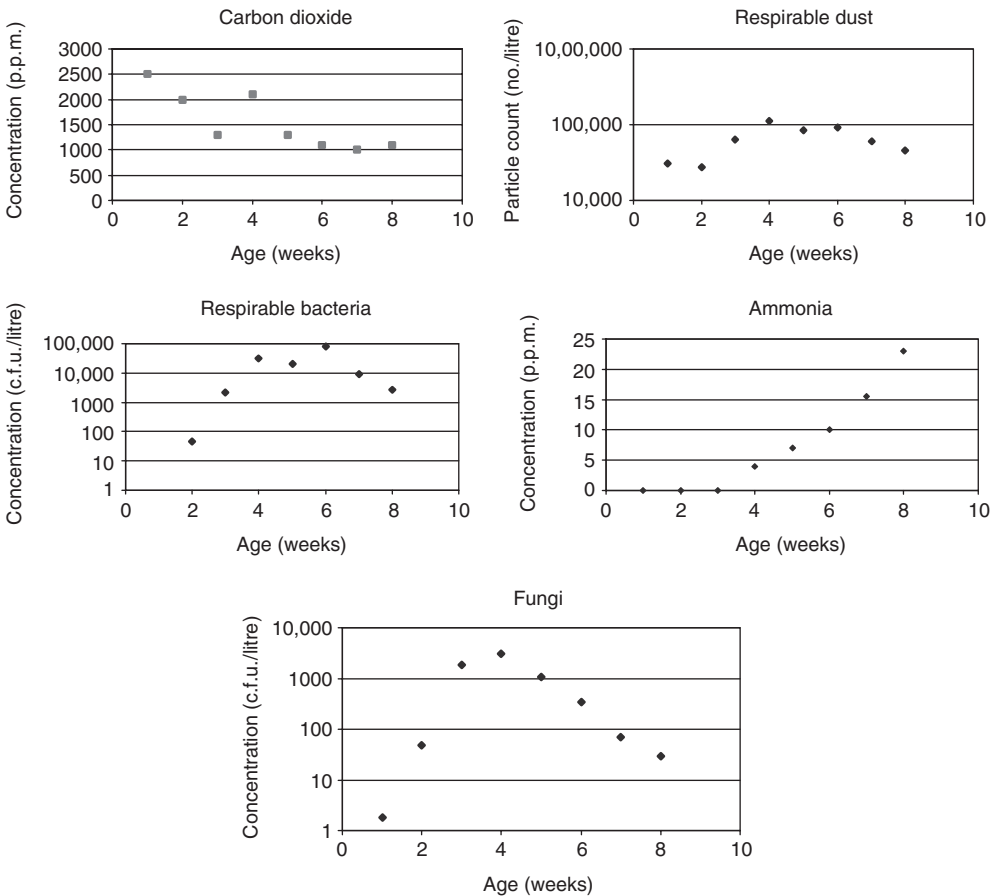 Carbon dioxide
Concentration (p.p.m.)
3000
2500
2000
1500
1000
500
0
0 2 4 6 8 10
Age (weeks)
Respirable dust
Particle count (no./litre)
10,00,000
100,000
10,000
0 2 4 6 8 10
Age (weeks)
Respirable bacteria
Concentration (c.f.u./litre)
100,000
10,000
1000
100
10
1
0 2 4 6 8 10
Age (weeks)
Ammonia
Concentration (p.p.m.)
25
20
15
10
5
0
0 2 4 6 8 10
Age (weeks)
Fungi
Concentration (c.f.u./litre)
10,000
1000
100
10
1
0 2 4 6 8 10
Age (weeks)